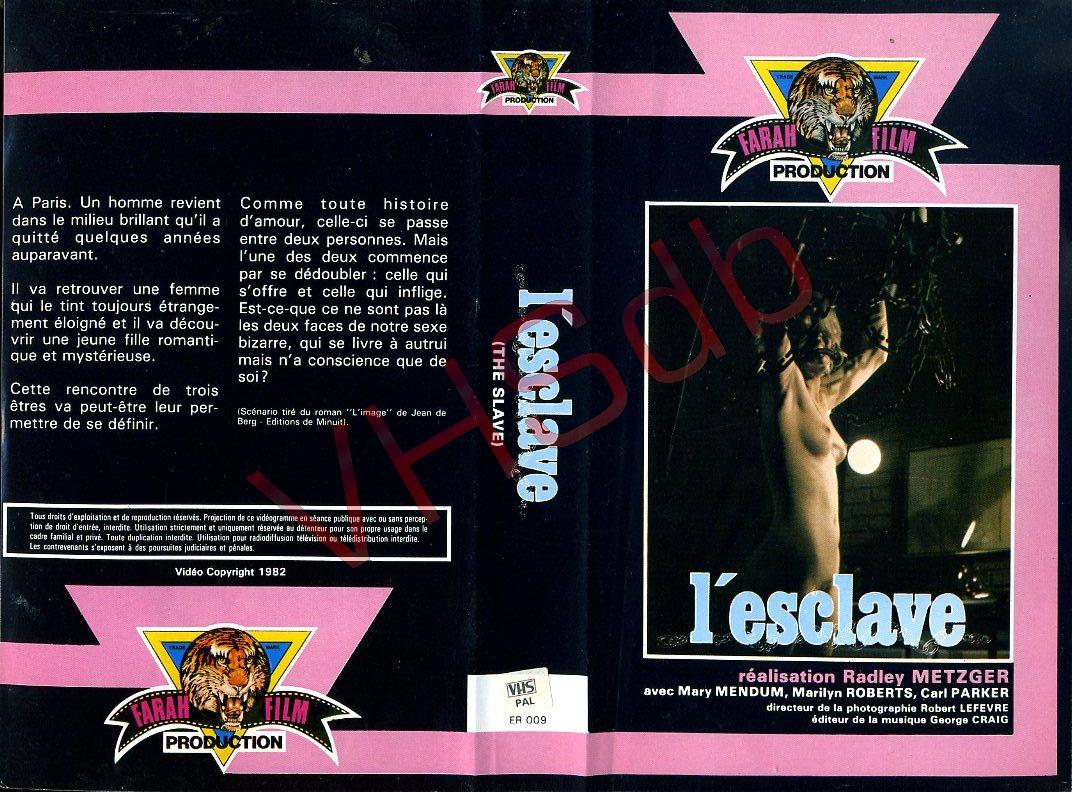 A Paris. Un homme revient
dans le milieu brillant qu'il a
quitté quelques années
auparavant.
Il va retrouver une femme
qui le tint toujours étrange-
ment éloigné et il va décou-
vrir une jeune fille romanti-
que et mystérieuse.
Cette rencontre de trois
êtres va peut-être leur per-
mettre de se définir.
Comme toute histoire
d'amour, celle-ci se passe
entre deux personnes. Mais
l'une des deux commence
par se dédoubler : celle qui
s'offre et celle qui inflige.
Est-ce-que ce ne sont pas là
les deux faces de notre sexe
bizarre, qui se livre à autrui
mais n'a conscience que de
soi ?
(Scénario tiré du roman "L'image" de Jean de
Berg - Editions de Minuit).
Tous droits d'exploitation et de reproduction réservés. Projection de ce vidéogramme en séance publique avec ou sans percep-
tion de droit d'entrée, interdite. Utilisation strictement et uniquement réservée au détenteur pour son propre usage dans le
cadre familial et privé. Toute duplication interdite. Utilisation pour radiodiffusion télévision ou télédistribution interdite.
Les contrevenants s'exposent à des poursuites judiciaires et pénales.
Vidéo Copyright 1982
TRADE MARK
FARAH FILM
PRODUCTION
FARAH FILM
PRODUCTION
l'esclave
(THE SLAVE)
VHS
PAL
ER 009
TRADE MARK
FARAH FILM
PRODUCTION
l'esclave
réalisation Radley METZGER
avec Mary MENDUM, Marilyn ROBERTS, Carl PARKER
directeur de la photographie Robert LEFEVRE
éditeur de la musique George CRAIG
VHSdb